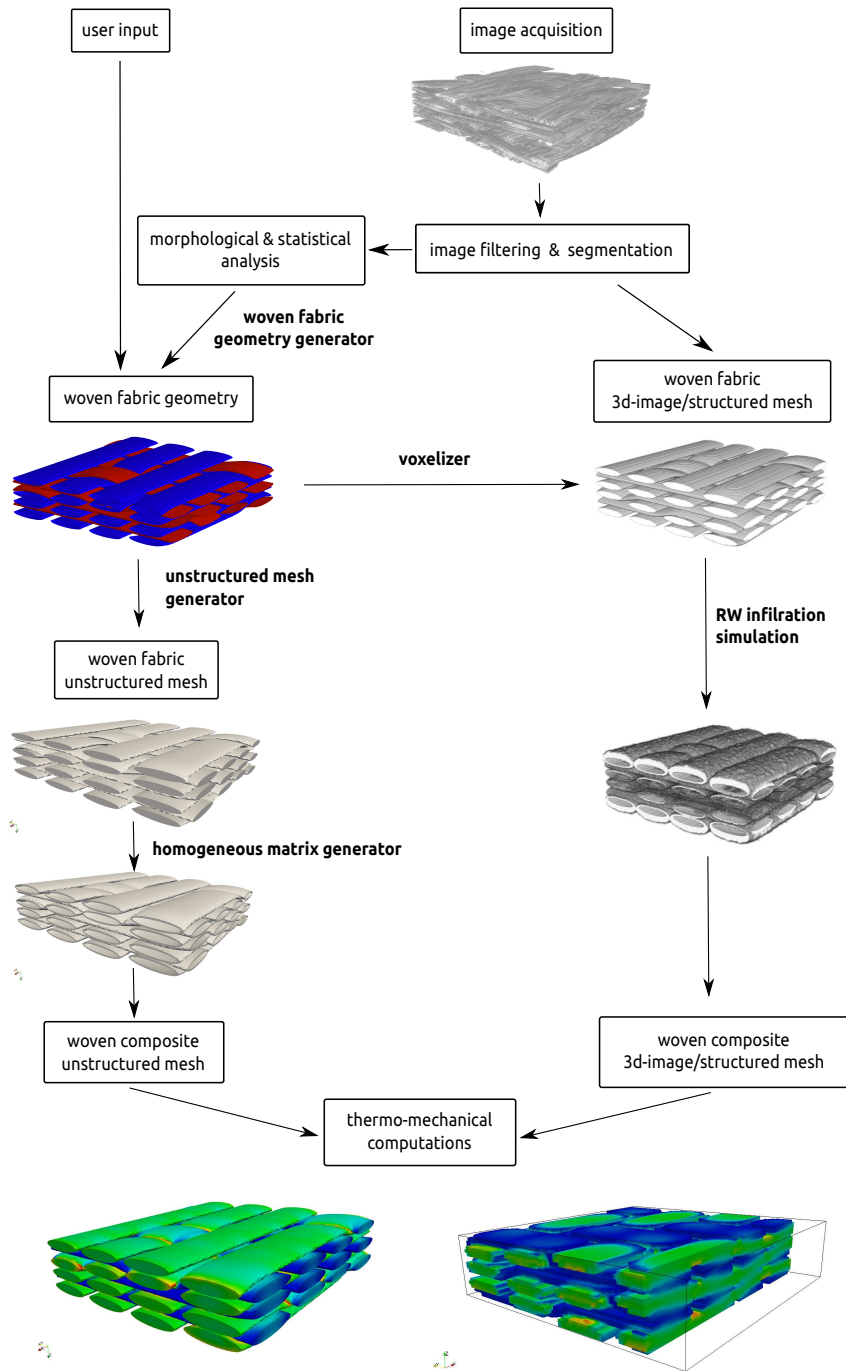 user input
image acquisition
morphological & statistical
analysis
image filtering & segmentation
woven fabric
geometry generator
woven fabric geometry
woven fabric
3d-image/structured mesh
voxelizer
unstructured mesh
generator
RW infilration
simulation
woven fabric
unstructured mesh
homogeneous matrix generator
woven composite
unstructured mesh
woven composite
3d-image/structured mesh
thermo-mechanical
computations